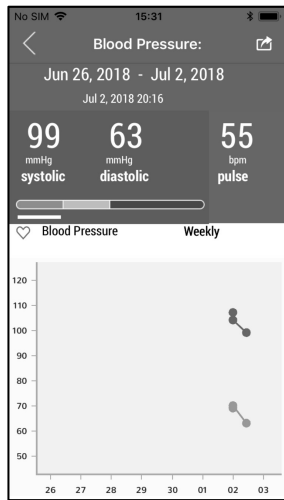 No SIM 15:31
Blood Pressure:
Jun 26, 2018 - Jul 2, 2018
Jul 2, 2018 20:16
99 63 55
mmHg mmHg bpm
systolic diastolic pulse
Blood Pressure Weekly
120
110
100
90
80
70
60
50
26 27 28 29 30 01 02 03